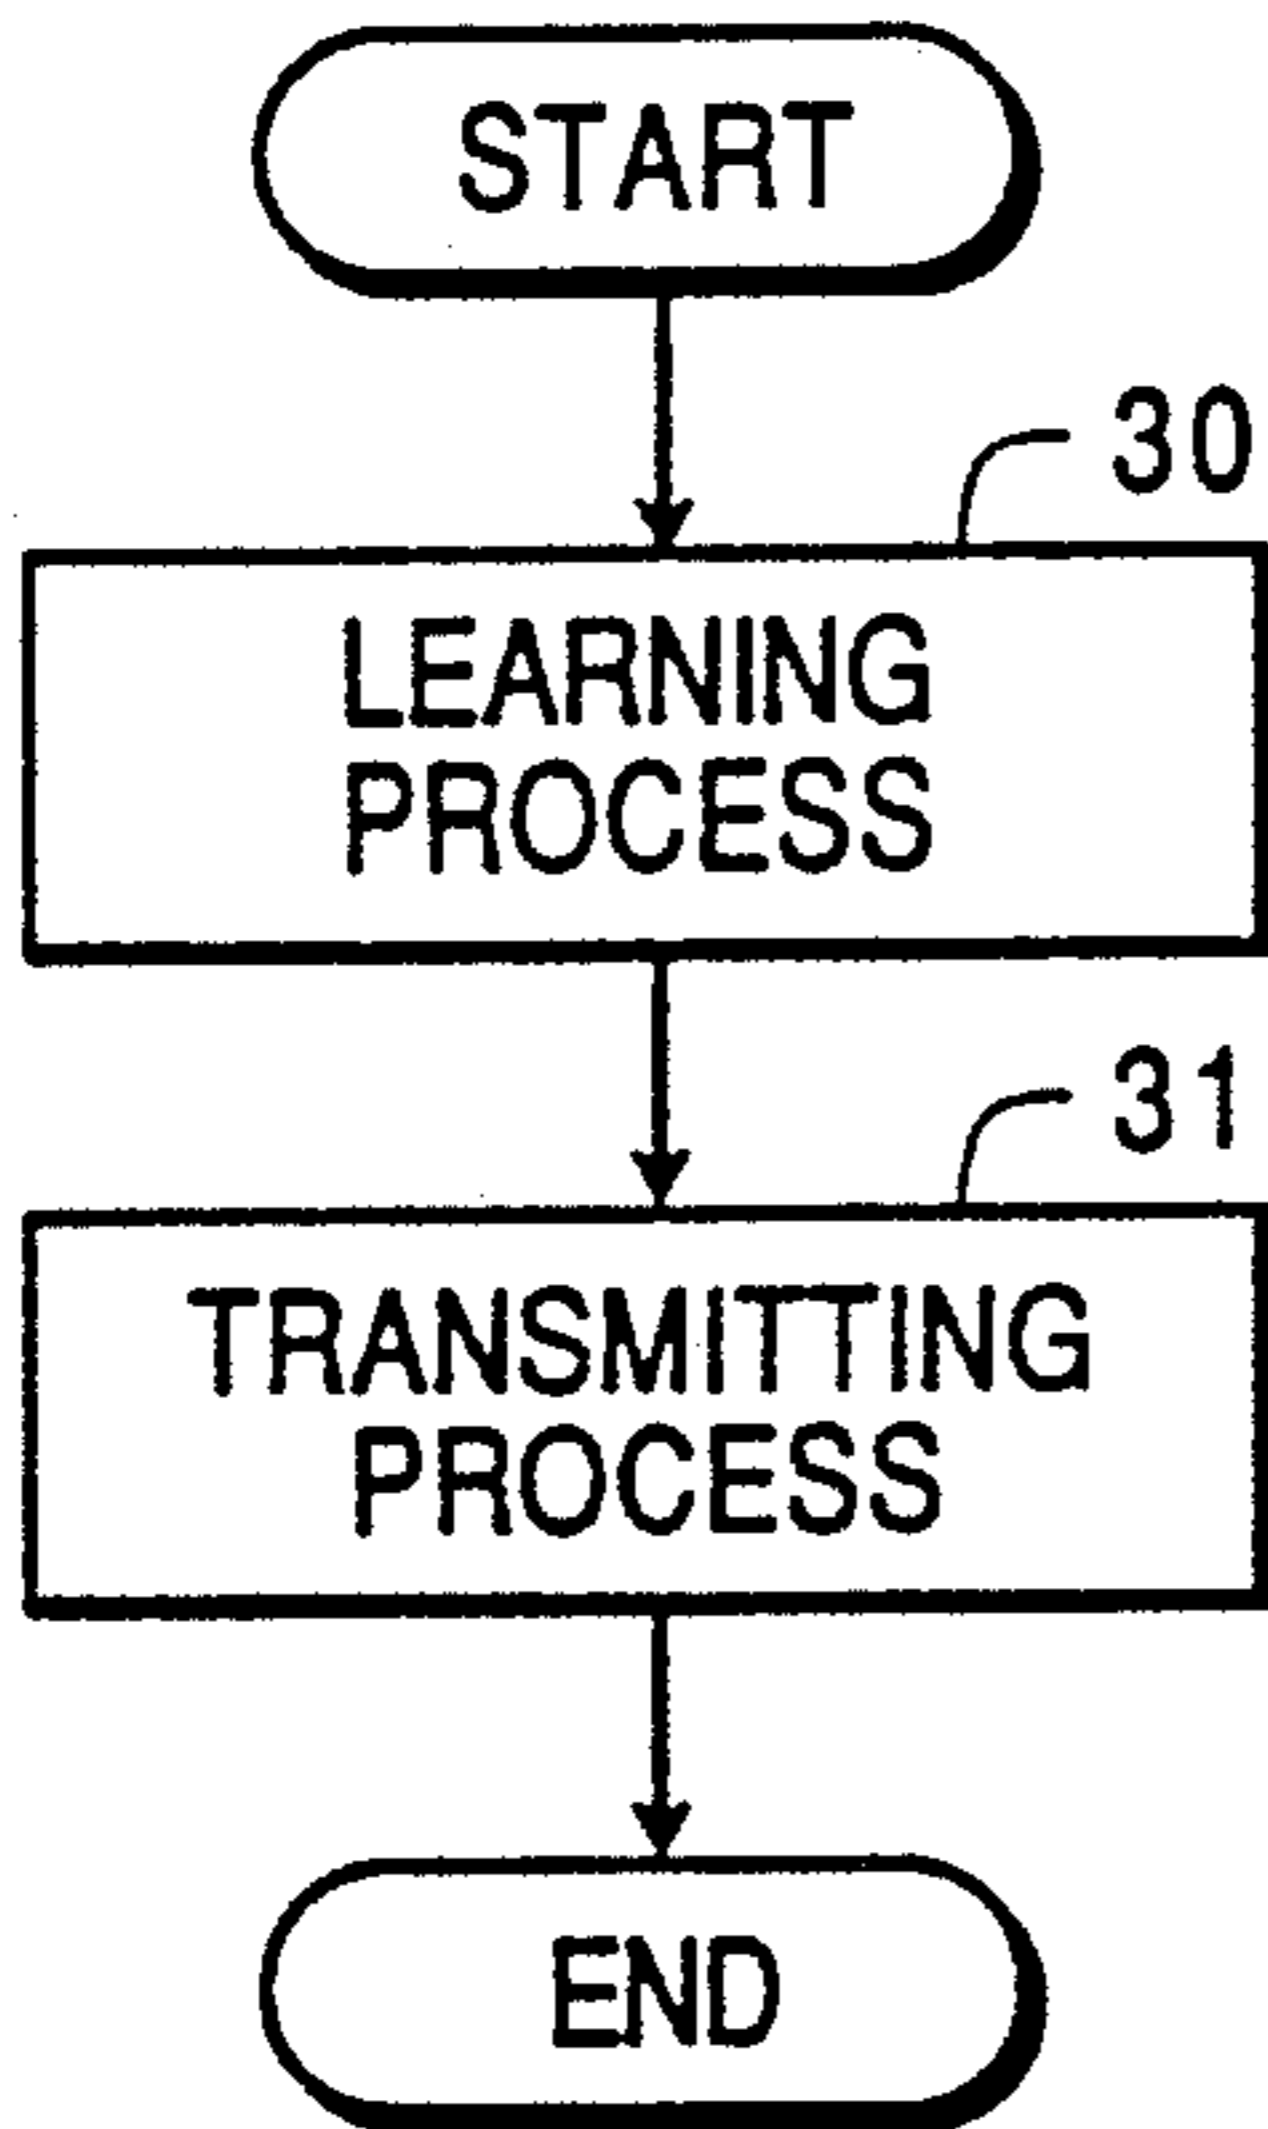 START
30
LEARNING
PROCESS
31
TRANSMITTING
PROCESS
END